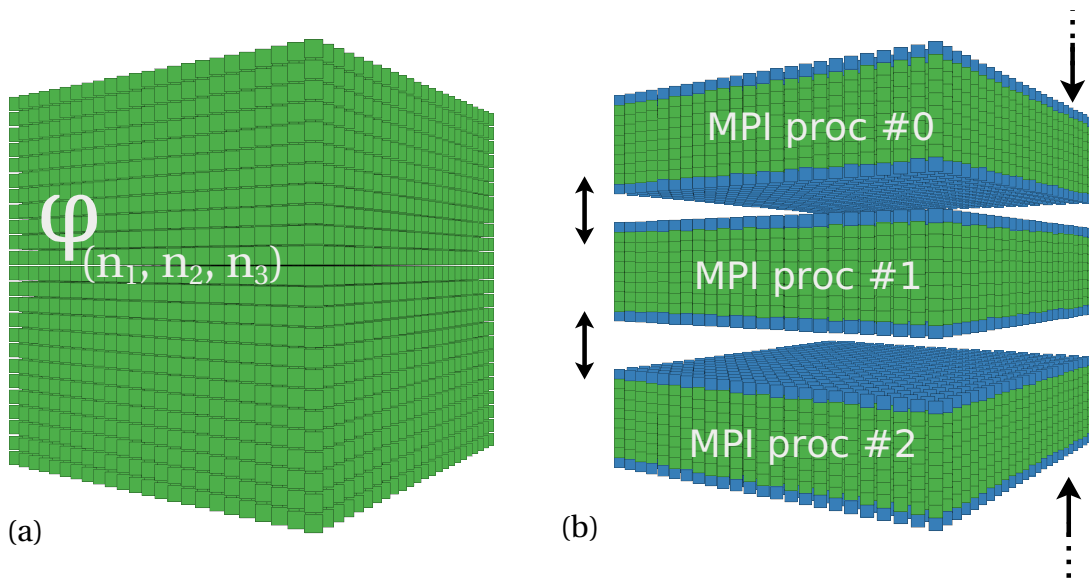 φ
(n₁, n₂, n₃)
(a)
MPI proc #0
MPI proc #1
MPI proc #2
(b)